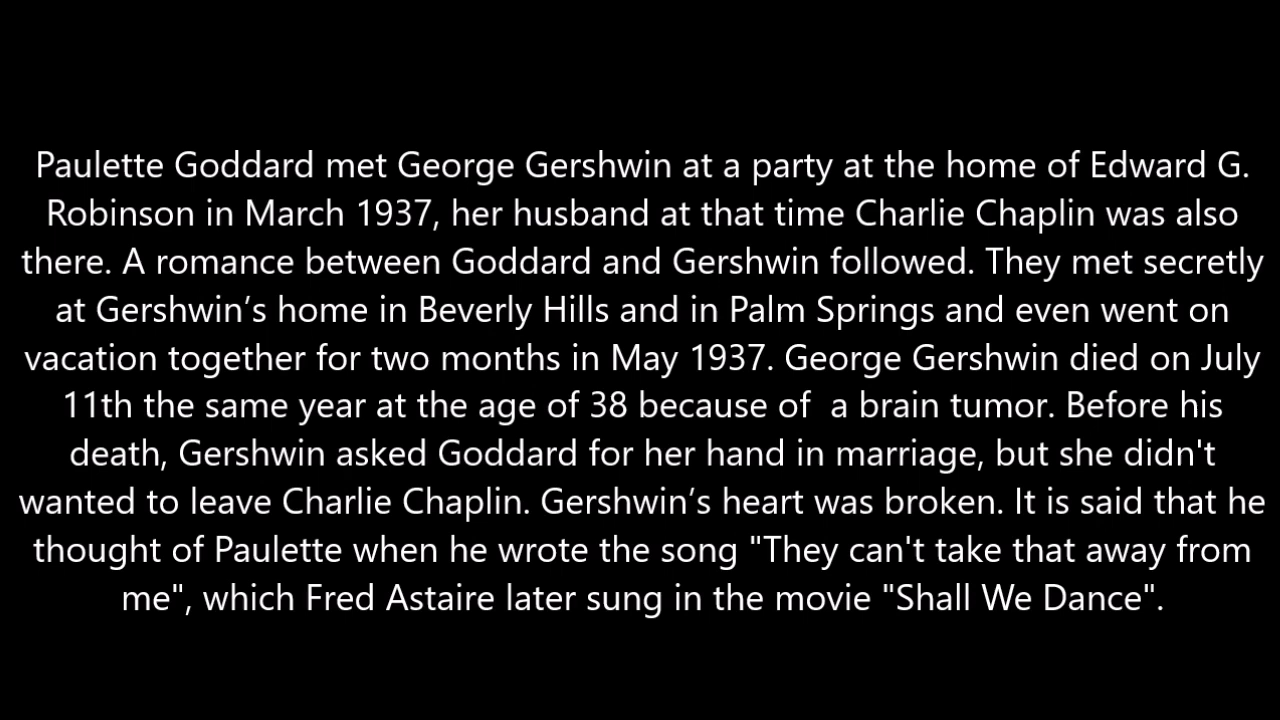 Paulette Goddard met George Gershwin at a party at the home of Edward G.
Robinson in March 1937, her husband at that time Charlie Chaplin was also
there. A romance between Goddard and Gershwin followed. They met secretly
at Gershwin’s home in Beverly Hills and in Palm Springs and even went on
vacation together for two months in May 1937. George Gershwin died on July
11th the same year at the age of 38 because of  a brain tumor. Before his
death, Gershwin asked Goddard for her hand in marriage, but she didn't
wanted to leave Charlie Chaplin. Gershwin’s heart was broken. It is said that he
thought of Paulette when he wrote the song "They can't take that away from
me", which Fred Astaire later sung in the movie "Shall We Dance".